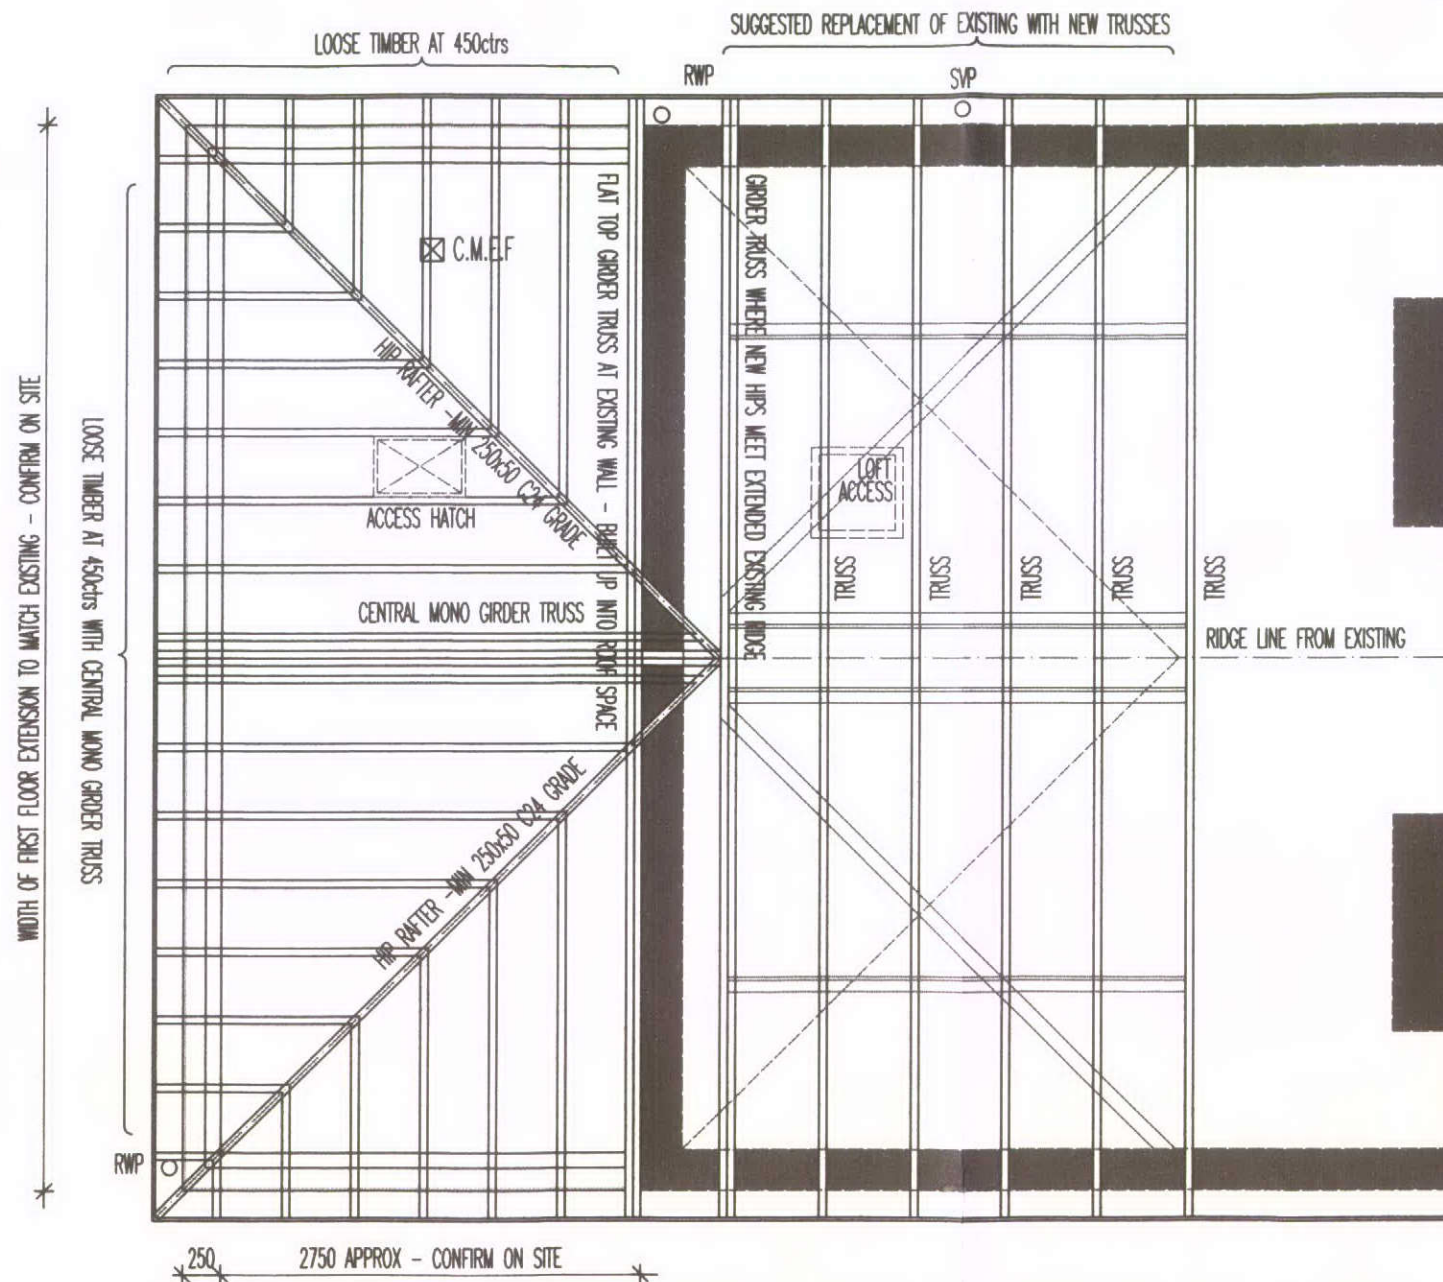 SUGGESTED REPLACEMENT OF EXISTING WITH NEW TRUSSES
LOOSE TIMBER AT 450ctrs
RWP
SVP
C.M.E.F
FLAT TOP GIRDER TRUSS AT EXISTING WALL - BUILT UP INTO ROOF SPACE
GIRDER TRUSS WHERE NEW HIPS MEET EXTENDED EXISTING RIDGE
HIP RAFTER -MIN 250x50 C24 GRADE
WIDTH OF FIRST FLOOR EXTENSION TO MATCH EXISTING - CONFIRM ON SITE
LOOSE TIMBER AT 450ctrs WITH CENTRAL MONO GIRDER TRUSS
LOFT
ACCESS
ACCESS HATCH
TRUSS
TRUSS
TRUSS
TRUSS
TRUSS
CENTRAL MONO GIRDER TRUSS
RIDGE LINE FROM EXISTING
HIP RAFTER -MIN 250x50 C24 GRADE
RWP
250
2750 APPROX - CONFIRM ON SITE